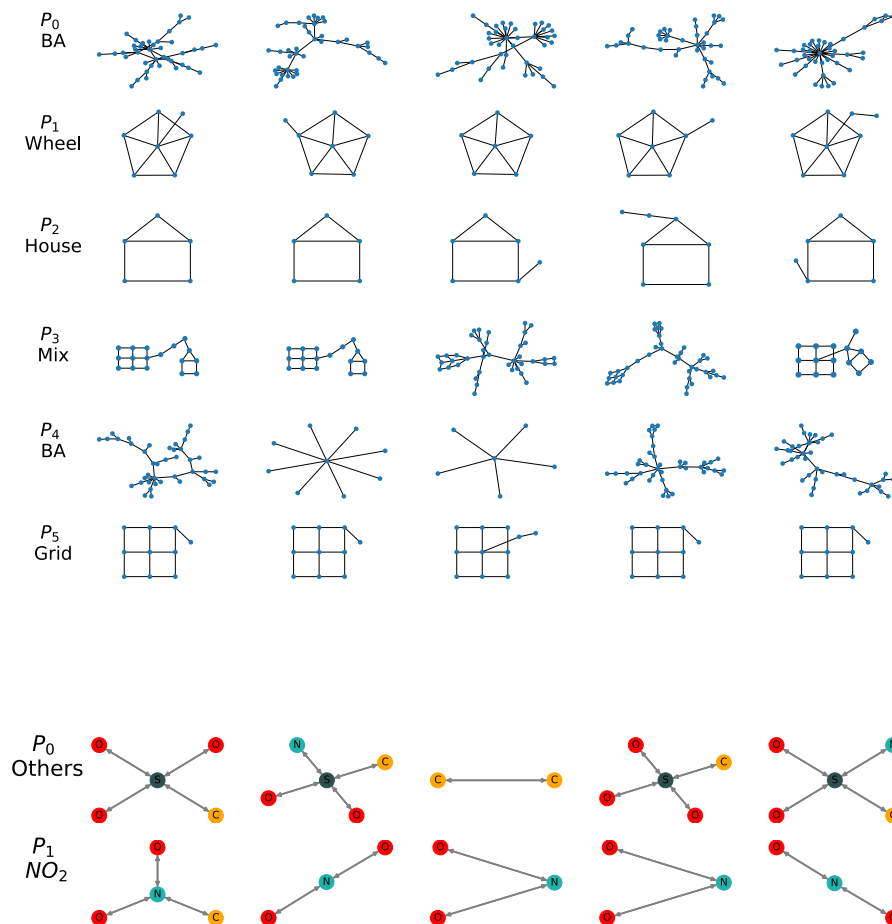 P0
BA
P1
Wheel
P2
House
P3
Mix
P4
BA
P5
Grid
P0
Others
O O S O C
N C S O O
C C
O C S O O
O N S O C
P1
NO2
O N O C
O N O
O N O
O N O
O N O